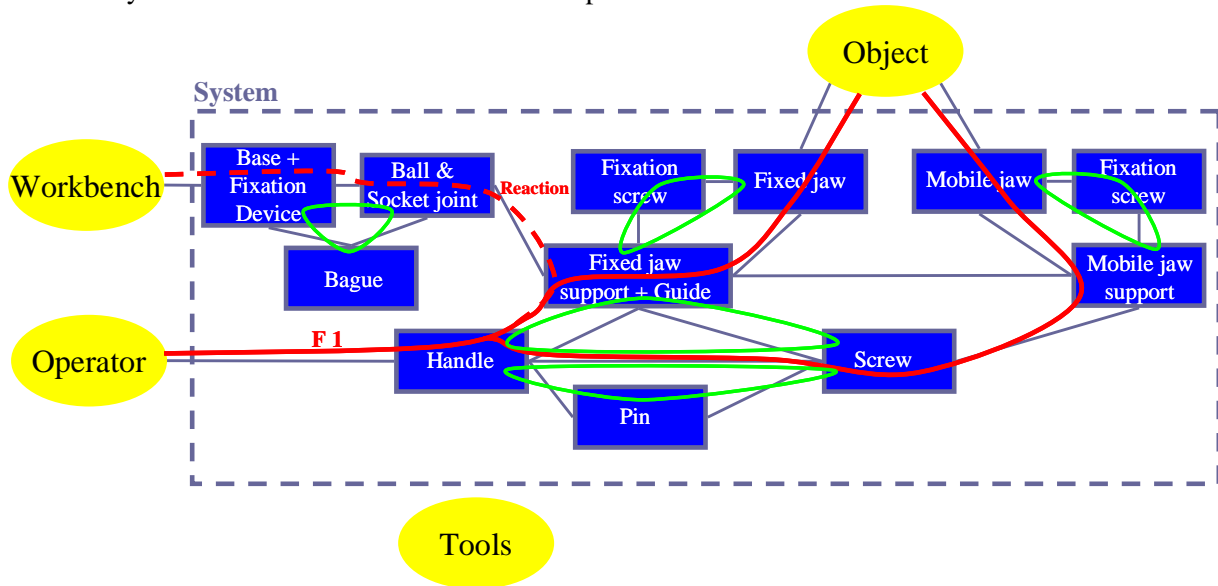 Object
System
Workbench
Base +
Fixation
Device
Ball &
Socket joint
Reaction
Fixation
screw
Fixed jaw
Mobile jaw
Fixation
screw
Bague
Fixed jaw
support + Guide
Mobile jaw
support
Operator
F 1
Handle
Screw
Pin
Tools